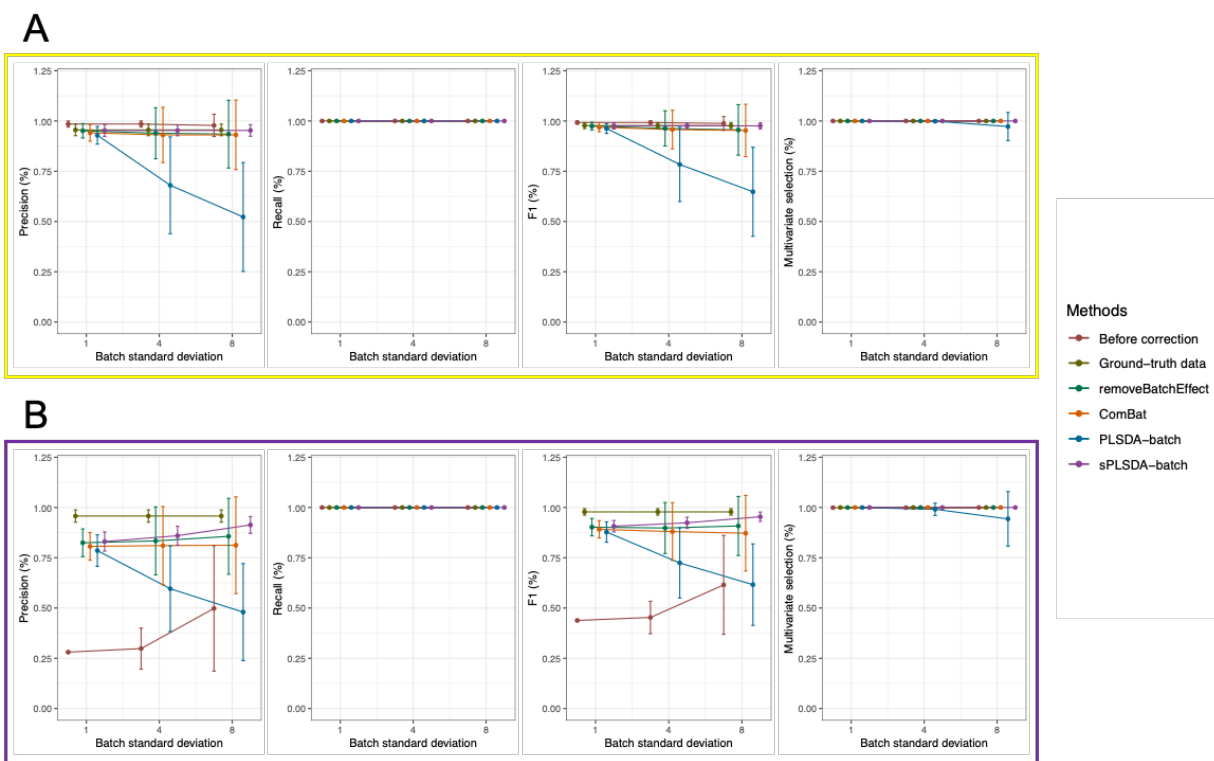 A
1.25
1.00
0.75
0.50
0.25
0.00
Precision (%)
1 4 8
Batch standard deviation
1.25
1.00
0.75
0.50
0.25
0.00
Recall (%)
1 4 8
Batch standard deviation
1.25
1.00
0.75
0.50
0.25
0.00
F1 (%)
1 4 8
Batch standard deviation
1.25
1.00
0.75
0.50
0.25
0.00
Multivariate selection (%)
1 4 8
Batch standard deviation
B
1.25
1.00
0.75
0.50
0.25
0.00
Precision (%)
1 4 8
Batch standard deviation
1.25
1.00
0.75
0.50
0.25
0.00
Recall (%)
1 4 8
Batch standard deviation
1.25
1.00
0.75
0.50
0.25
0.00
F1 (%)
1 4 8
Batch standard deviation
1.25
1.00
0.75
0.50
0.25
0.00
Multivariate selection (%)
1 4 8
Batch standard deviation
Methods
Before correction
Ground−truth data
removeBatchEffect
ComBat
PLSDA−batch
sPLSDA−batch